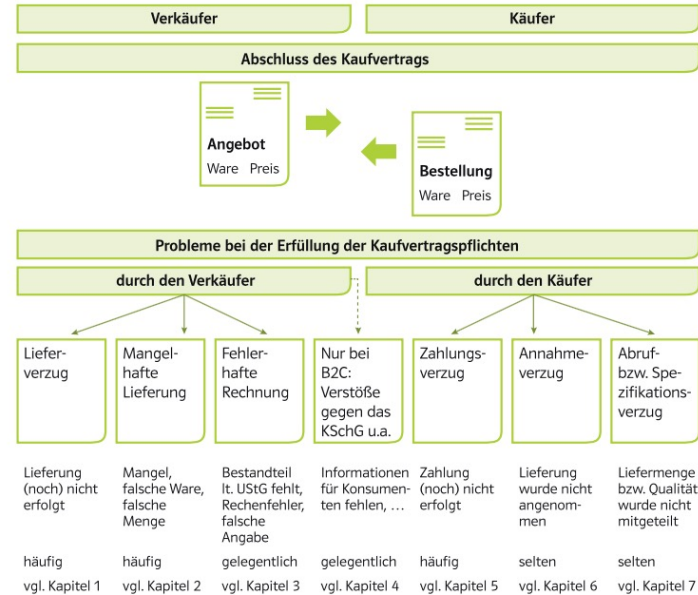 Verkäufer
Käufer
Abschluss des Kaufvertrags
Angebot
Ware Preis
Bestellung
Ware Preis
Probleme bei der Erfüllung der Kaufvertragspflichten
durch den Verkäufer
durch den Käufer
Liefer-
verzug
Mangel-
hafte
Lieferung
Fehler-
hafte
Rechnung
Nur bei
B2C:
Verstöße
gegen das
KSchG u.a.
Zahlungs-
verzug
Annahme-
verzug
Abruf-
bzw. Spe-
zifikations-
verzug
Lieferung
(noch) nicht
erfolgt
Mangel,
falsche Ware,
falsche
Menge
Bestandteil
lt. UStG fehlt,
Rechenfehler,
falsche
Angabe
Informationen
für Konsumen-
ten fehlen, …
Zahlung
(noch) nicht
erfolgt
Lieferung
wurde nicht
angenom-
men
Liefermenge
bzw. Qualität
wurde nicht
mitgeteilt
häufig
häufig
gelegentlich
gelegentlich
häufig
selten
selten
vgl. Kapitel 1
vgl. Kapitel 2
vgl. Kapitel 3
vgl. Kapitel 4
vgl. Kapitel 5
vgl. Kapitel 6
vgl. Kapitel 7